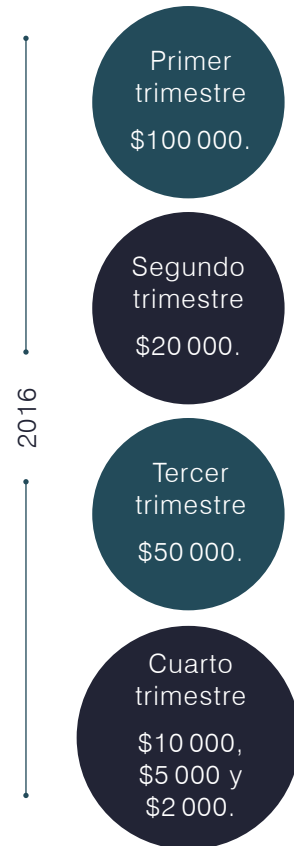 2016
Primer
trimestre
$100 000.
Segundo
trimestre
$20 000.
Tercer
trimestre
$50 000.
Cuarto
trimestre
$10 000,
$5 000 y
$2 000.